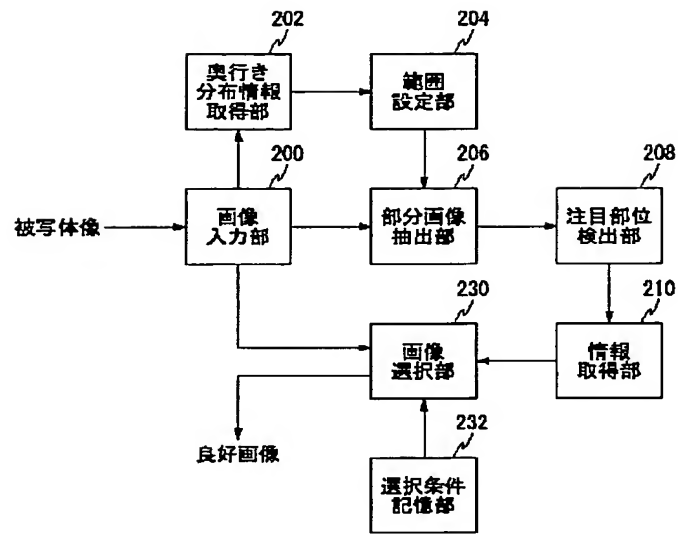 202
204
奥行き
分布情報
取得部
範囲
設定部
200
206
208
被写体像
画像
入力部
部分画像
抽出部
注目部位
検出部
230
210
画像
選択部
情報
取得部
良好画像
232
選択条件
記憶部